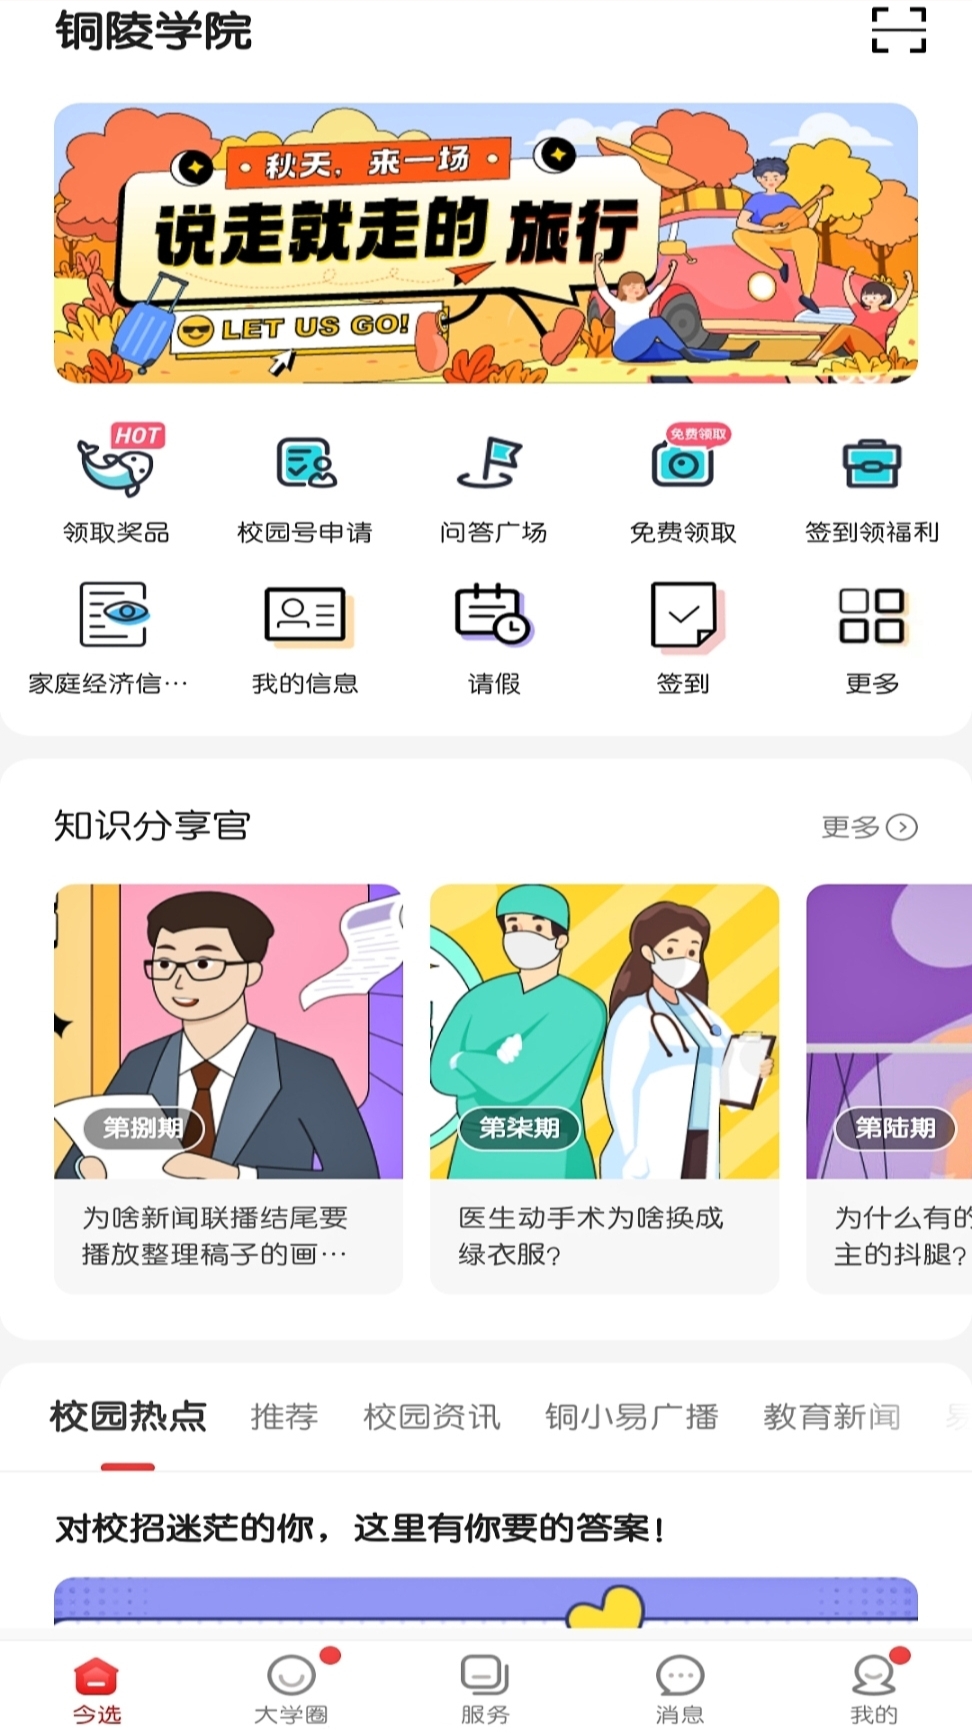 铜陵学院
秋天，来一场
说走就走的 旅行
LET US GO!
HOT
免费领取
领取奖品
校园号申请
问答广场
免费领取
签到领福利
家庭经济信…
我的信息
请假
签到
更多
知识分享官
更多
第捌期
第柒期
第陆期
为啥新闻联播结尾要
播放整理稿子的画…
医生动手术为啥换成
绿衣服?
为什么有的
主的抖腿?
校园热点
推荐
校园资讯
铜小易广播
教育新闻
对校招迷茫的你，这里有你要的答案!
今选
大学圈
服务
消息
我的